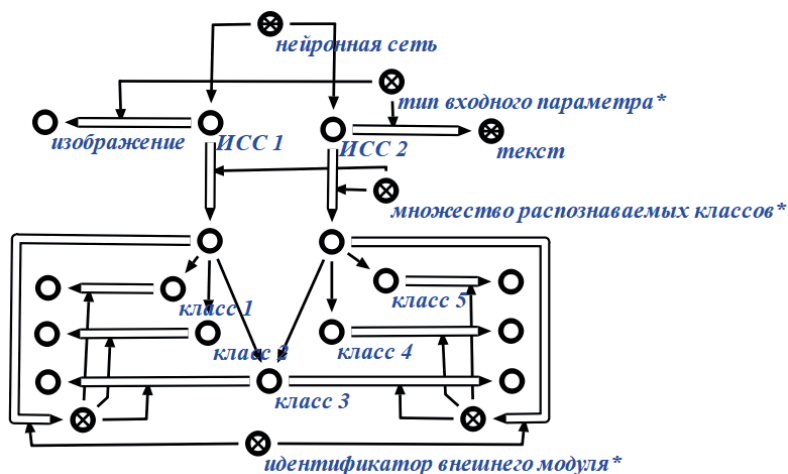 нейронная сеть
тип входного параметра*
изображение
ИСС 1
ИСС 2
текст
множество распознаваемых классов*
класс 1
класс 5
класс 2
класс 4
класс 3
идентификатор внешнего модуля*